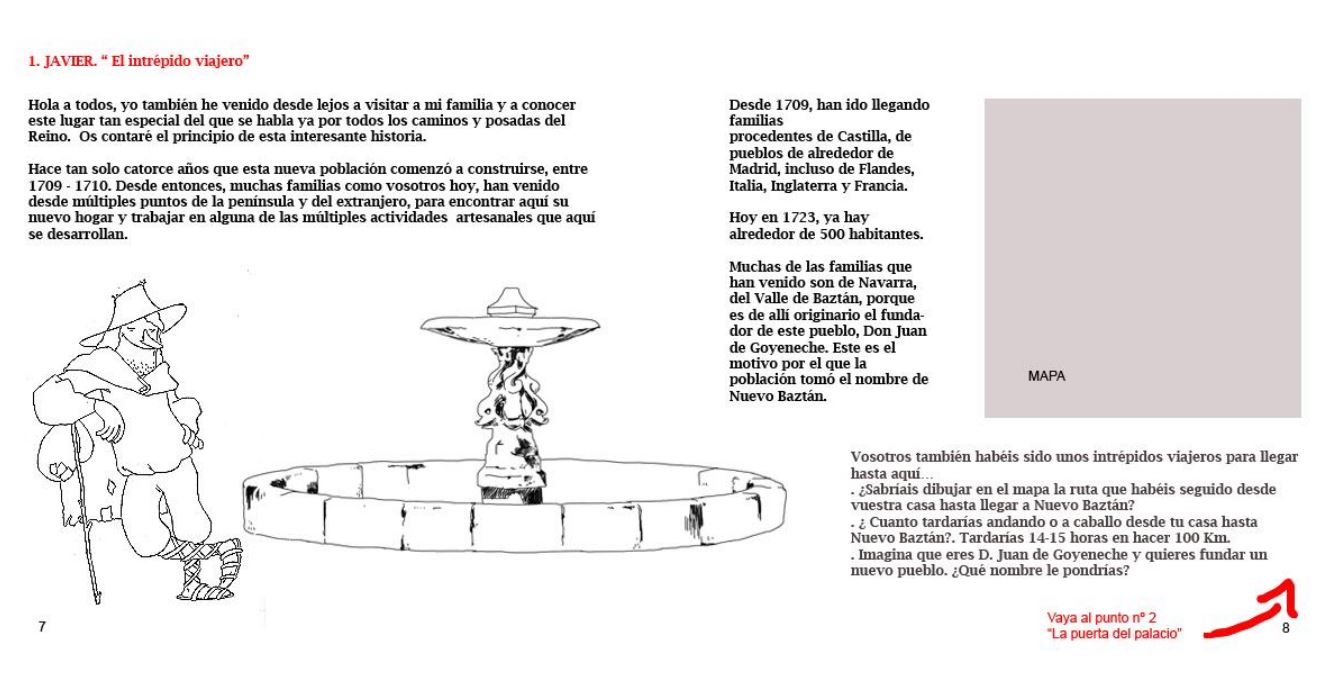 1. JAVIER. “ El intrépido viajero”
Hola a todos, yo también he venido desde lejos a visitar a mi familia y a conocer
este lugar tan especial del que se habla ya por todos los caminos y posadas del
Reino.  Os contaré el principio de esta interesante historia.
Hace tan solo catorce años que esta nueva población comenzó a construirse, entre
1709 - 1710. Desde entonces, muchas familias como vosotros hoy, han venido
desde múltiples puntos de la península y del extranjero, para encontrar aquí su
nuevo hogar y trabajar en alguna de las múltiples actividades  artesanales que aquí
se desarrollan.
7
Desde 1709, han ido llegando
familias
procedentes de Castilla, de
pueblos de alrededor de
Madrid, incluso de Flandes,
Italia, Inglaterra y Francia.
Hoy en 1723, ya hay
alrededor de 500 habitantes.
Muchas de las familias que
han venido son de Navarra,
del Valle de Baztán, porque
es de allí originario el funda-
dor de este pueblo, Don Juan
de Goyeneche. Este es el
motivo por el que la
población tomó el nombre de
Nuevo Baztán.
MAPA
Vosotros también habéis sido unos intrépidos viajeros para llegar
hasta aquí...
. ¿Sabríais dibujar en el mapa la ruta que habéis seguido desde
vuestra casa hasta llegar a Nuevo Baztán?
. ¿ Cuanto tardarías andando o a caballo desde tu casa hasta
Nuevo Baztán?. Tardarías 14-15 horas en hacer 100 Km.
. Imagina que eres D. Juan de Goyeneche y quieres fundar un
nuevo pueblo. ¿Qué nombre le pondrías?
Vaya al punto nº 2
“La puerta del palacio”
8